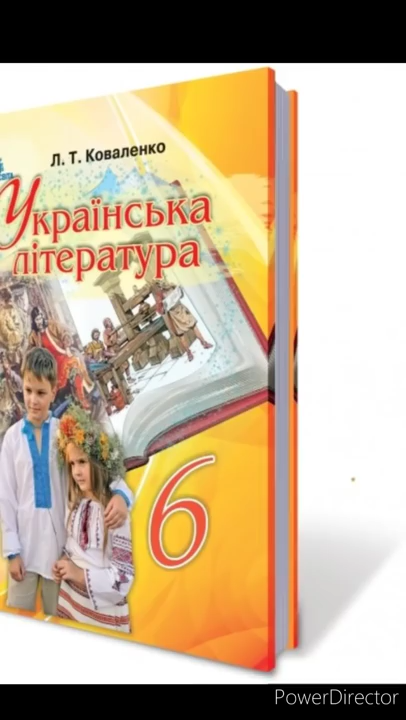 Л. Т. Коваленко
Українська
література
6
PowerDirector